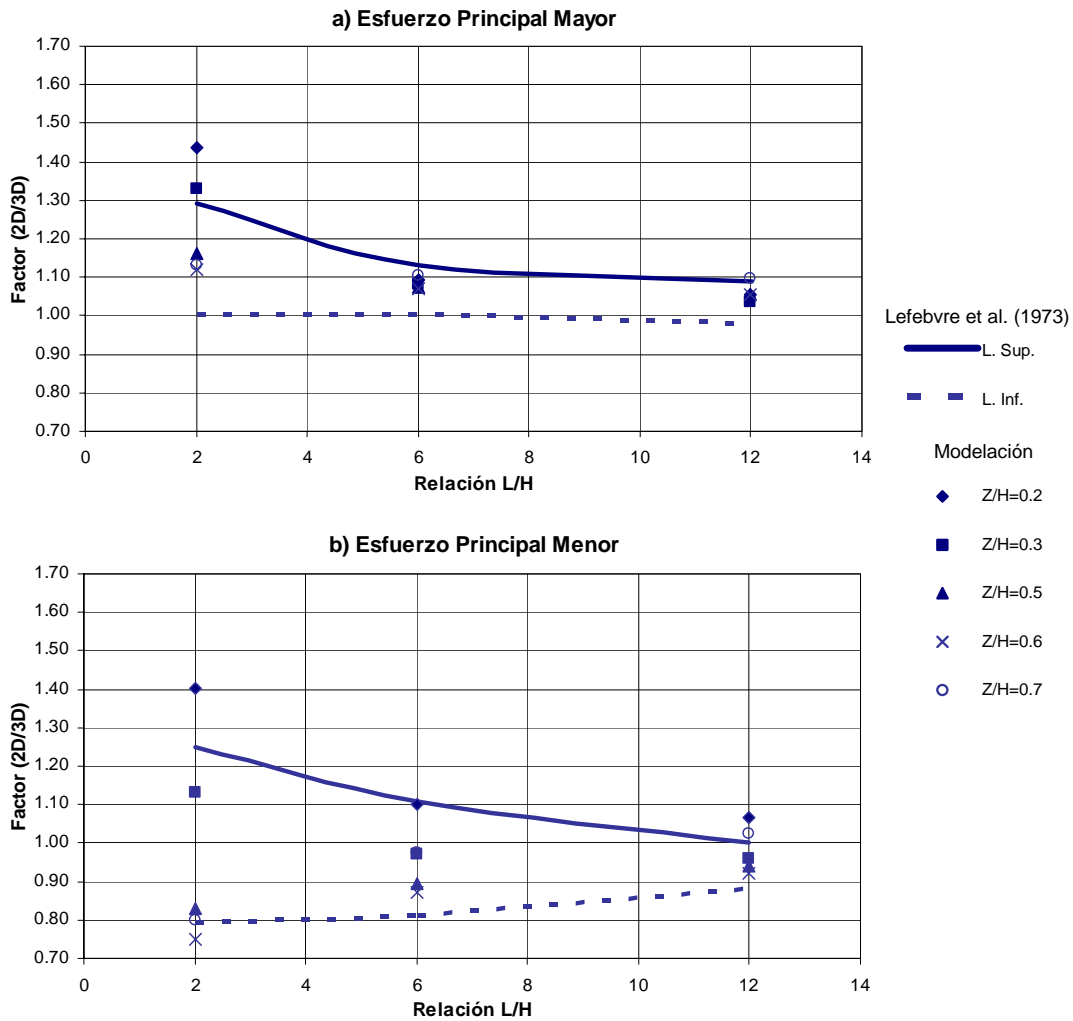 a) Esfuerzo Principal Mayor
1.70
1.60
1.50
1.40
1.30
1.20
1.10
1.00
0.90
0.80
0.70
Factor (2D/3D)
0 2 4 6 8 10 12 14
Relación L/H
Lefebvre et al. (1973)
L. Sup.
L. Inf.
Modelación
Z/H=0.2
Z/H=0.3
Z/H=0.5
Z/H=0.6
Z/H=0.7
b) Esfuerzo Principal Menor
1.70
1.60
1.50
1.40
1.30
1.20
1.10
1.00
0.90
0.80
0.70
Factor (2D/3D)
0 2 4 6 8 10 12 14
Relación L/H